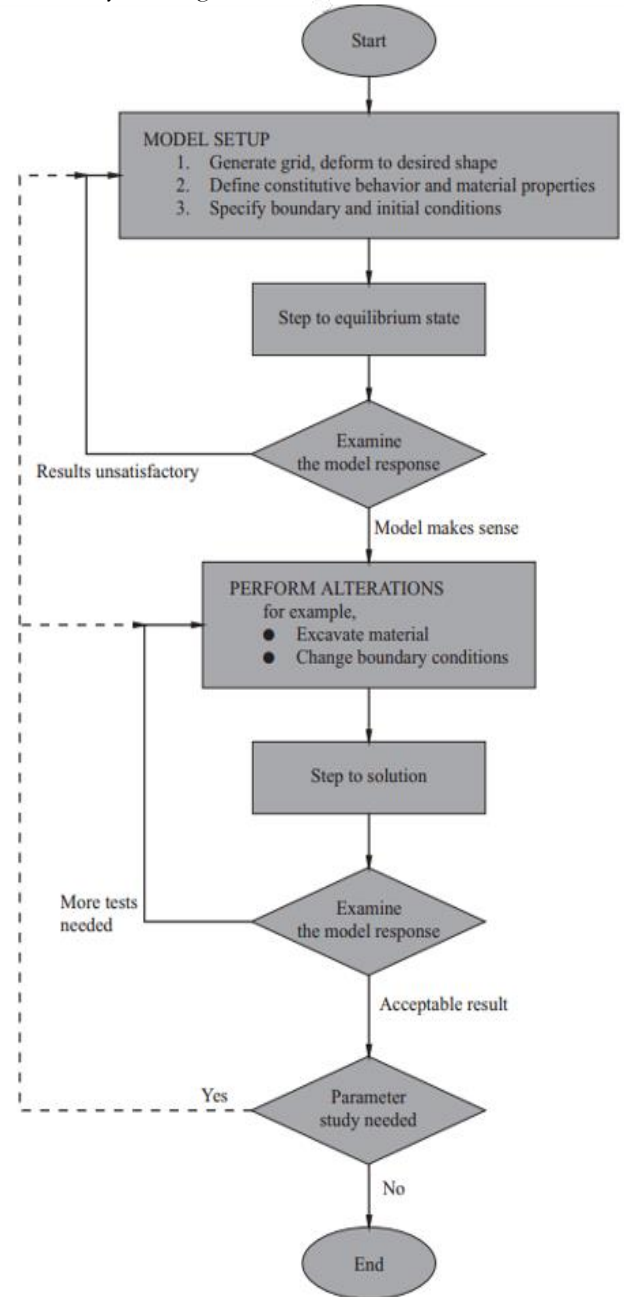 Start
MODEL SETUP
1. Generate grid, deform to desired shape
2. Define constitutive behavior and material properties
3. Specify boundary and initial conditions
Step to equilibrium state
Examine
the model response
Results unsatisfactory
Model makes sense
PERFORM ALTERATIONS
for example,
● Excavate material
● Change boundary conditions
Step to solution
More tests
needed
Examine
the model response
Acceptable result
Yes
Parameter
study needed
No
End